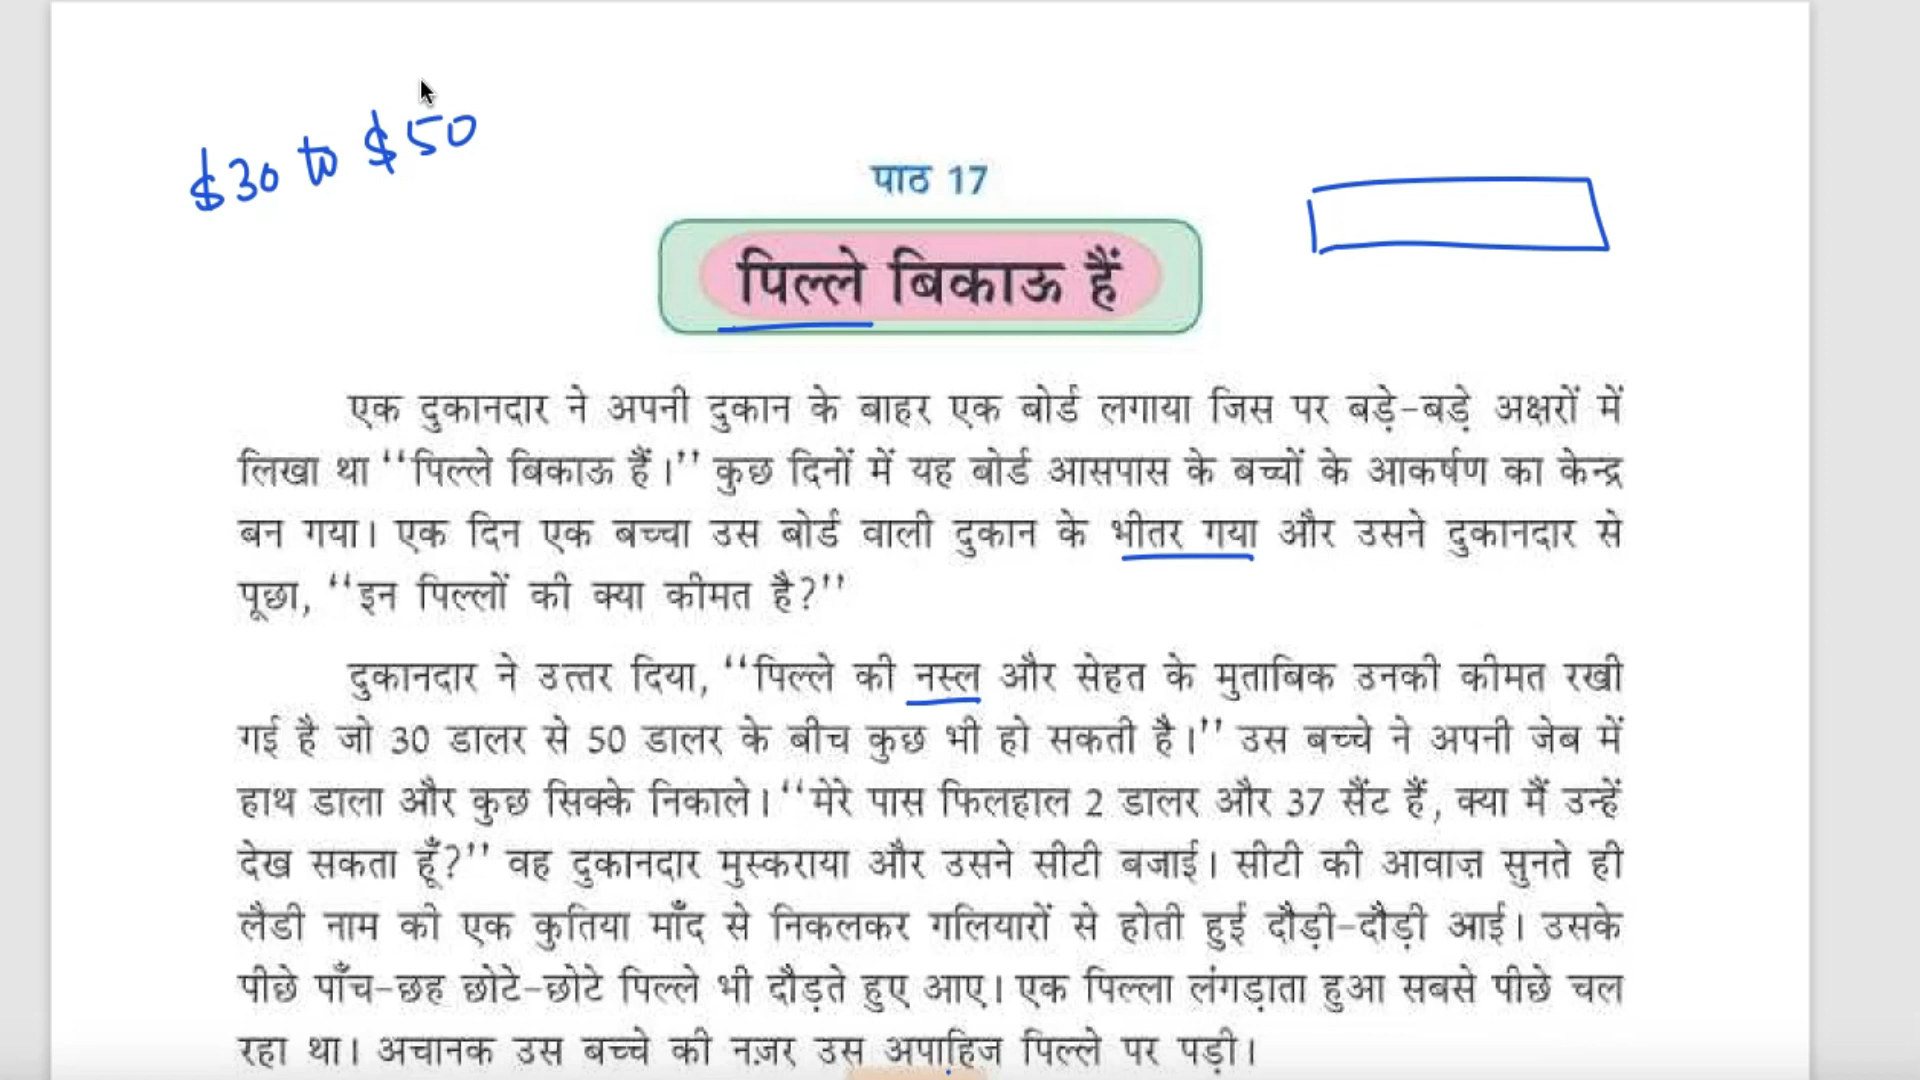 $30 to $50
पाठ 17
पिल्ले बिकाऊ हैं
एक दुकानदार ने अपनी दुकान के बाहर एक बोर्ड लगाया जिस पर बड़े-बड़े अक्षरों में
लिखा था ‘‘पिल्ले बिकाऊ हैं।’’ कुछ दिनों में यह बोर्ड आसपास के बच्चों के आकर्षण का केन्द्र
बन गया। एक दिन एक बच्चा उस बोर्ड वाली दुकान के भीतर गया और उसने दुकानदार से
पूछा, ‘‘इन पिल्लों की क्या कीमत है?’’
दुकानदार ने उत्तर दिया, ‘‘पिल्ले की नस्ल और सेहत के मुताबिक उनकी कीमत रखी
गई है जो 30 डालर से 50 डालर के बीच कुछ भी हो सकती है।’’ उस बच्चे ने अपनी जेब में
हाथ डाला और कुछ सिक्के निकाले। ‘‘मेरे पास फिलहाल 2 डालर और 37 सैंट हैं, क्या मैं उन्हें
देख सकता हूँ?’’ वह दुकानदार मुस्कराया और उसने सीटी बजाई। सीटी की आवाज़ सुनते ही
लैडी नाम को एक कुतिया माँद से निकलकर गलियारों से होती हुई दौड़ी-दौड़ी आई। उसके
पीछे पाँच-छह छोटे-छोटे पिल्ले भी दौड़ते हुए आए। एक पिल्ला लंगड़ाता हुआ सबसे पीछे चल
रहा था। अचानक उस बच्चे की नज़र उस अपाहिज पिल्ले पर पड़ी।